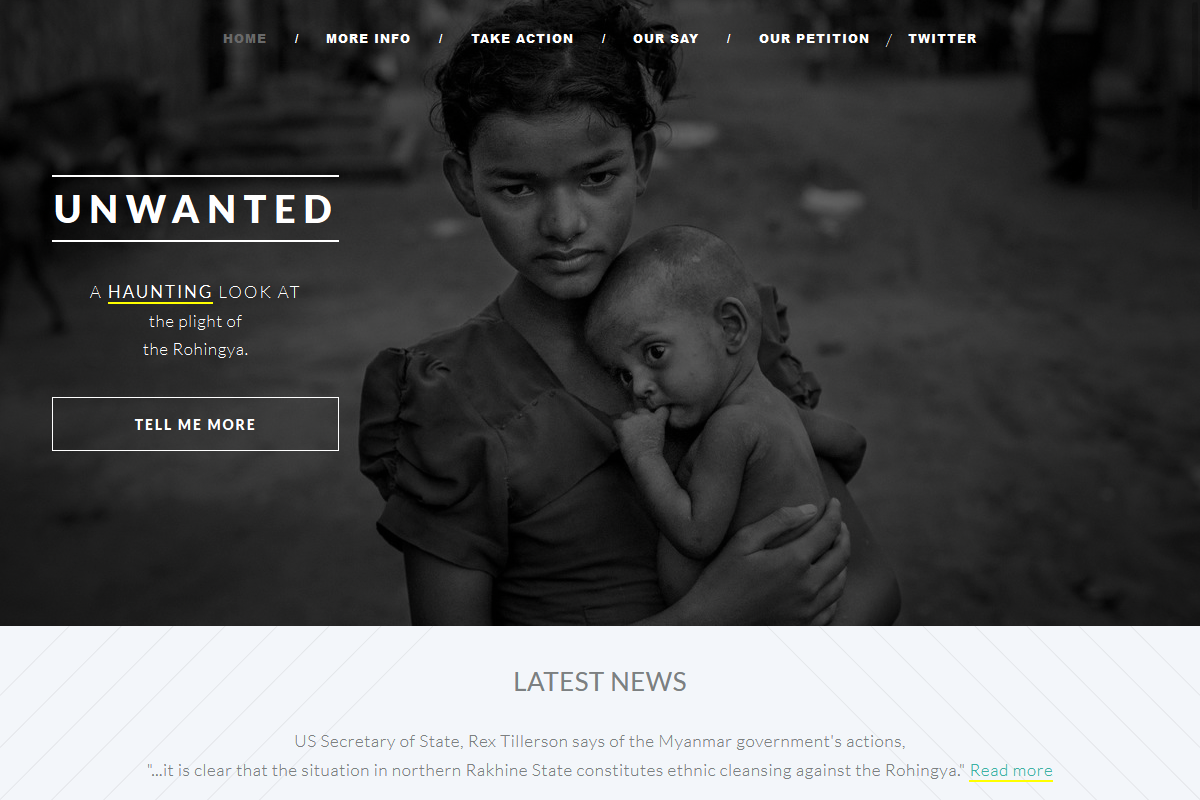 HOME / MORE INFO / TAKE ACTION / OUR SAY / OUR PETITION / TWITTER
UNWANTED
A HAUNTING LOOK AT
the plight of
the Rohingya.
TELL ME MORE
LATEST NEWS
US Secretary of State, Rex Tillerson says of the Myanmar government's actions,
"...it is clear that the situation in northern Rakhine State constitutes ethnic cleansing against the Rohingya." Read more